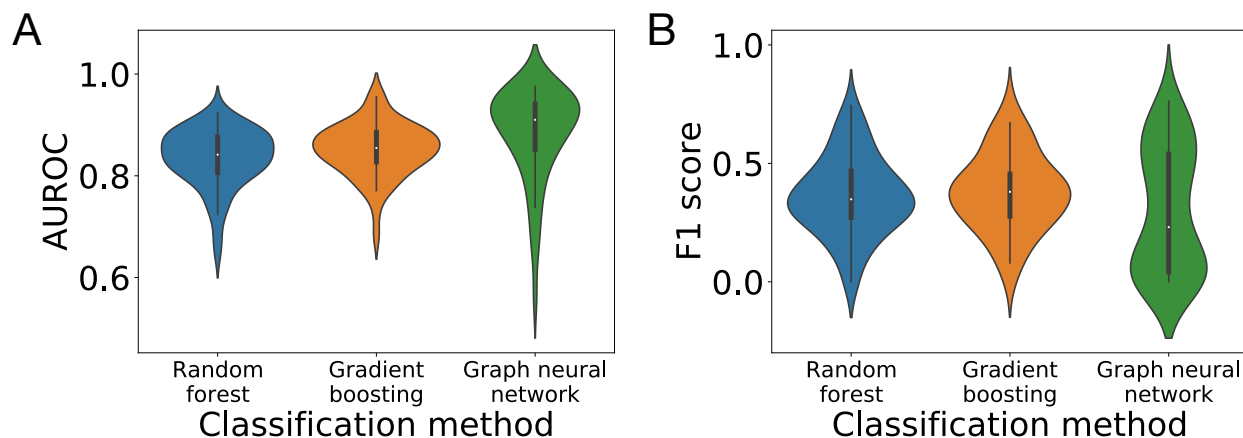 A
AUROC
1.0
0.8
0.6
Random
forest
Gradient
boosting
Graph neural
network
Classification method
B
F1 score
1.0
0.5
0.0
Random
forest
Gradient
boosting
Graph neural
network
Classification method